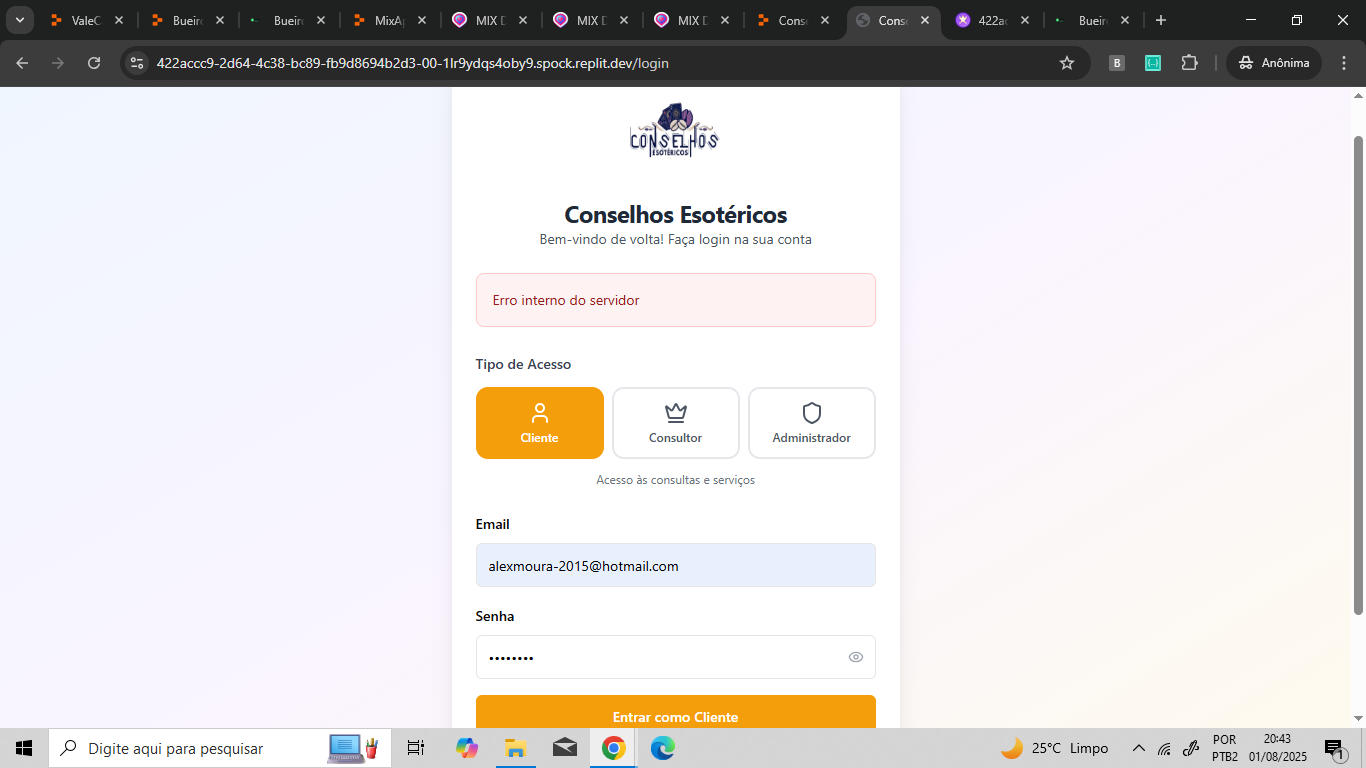 ValeC
Bueiro
Bueiro
MixA
MIX D
MIX D
MIX D
Conse
Conse
422ac
Bueiro
422accc9-2d64-4c38-bc89-fb9d8694b2d3-00-1lr9ydqs4oby9.spock.replit.dev/login
B
Anônima
CONSELHOS
ESOTÉRICOS
Conselhos Esotéricos
Bem-vindo de volta! Faça login na sua conta
Erro interno do servidor
Tipo de Acesso
Cliente
Consultor
Administrador
Acesso às consultas e serviços
Email
alexmoura-2015@hotmail.com
Senha
••••••••
Entrar como Cliente
Digite aqui para pesquisar
25°C Limpo
POR
PTB2
20:43
01/08/2025
1